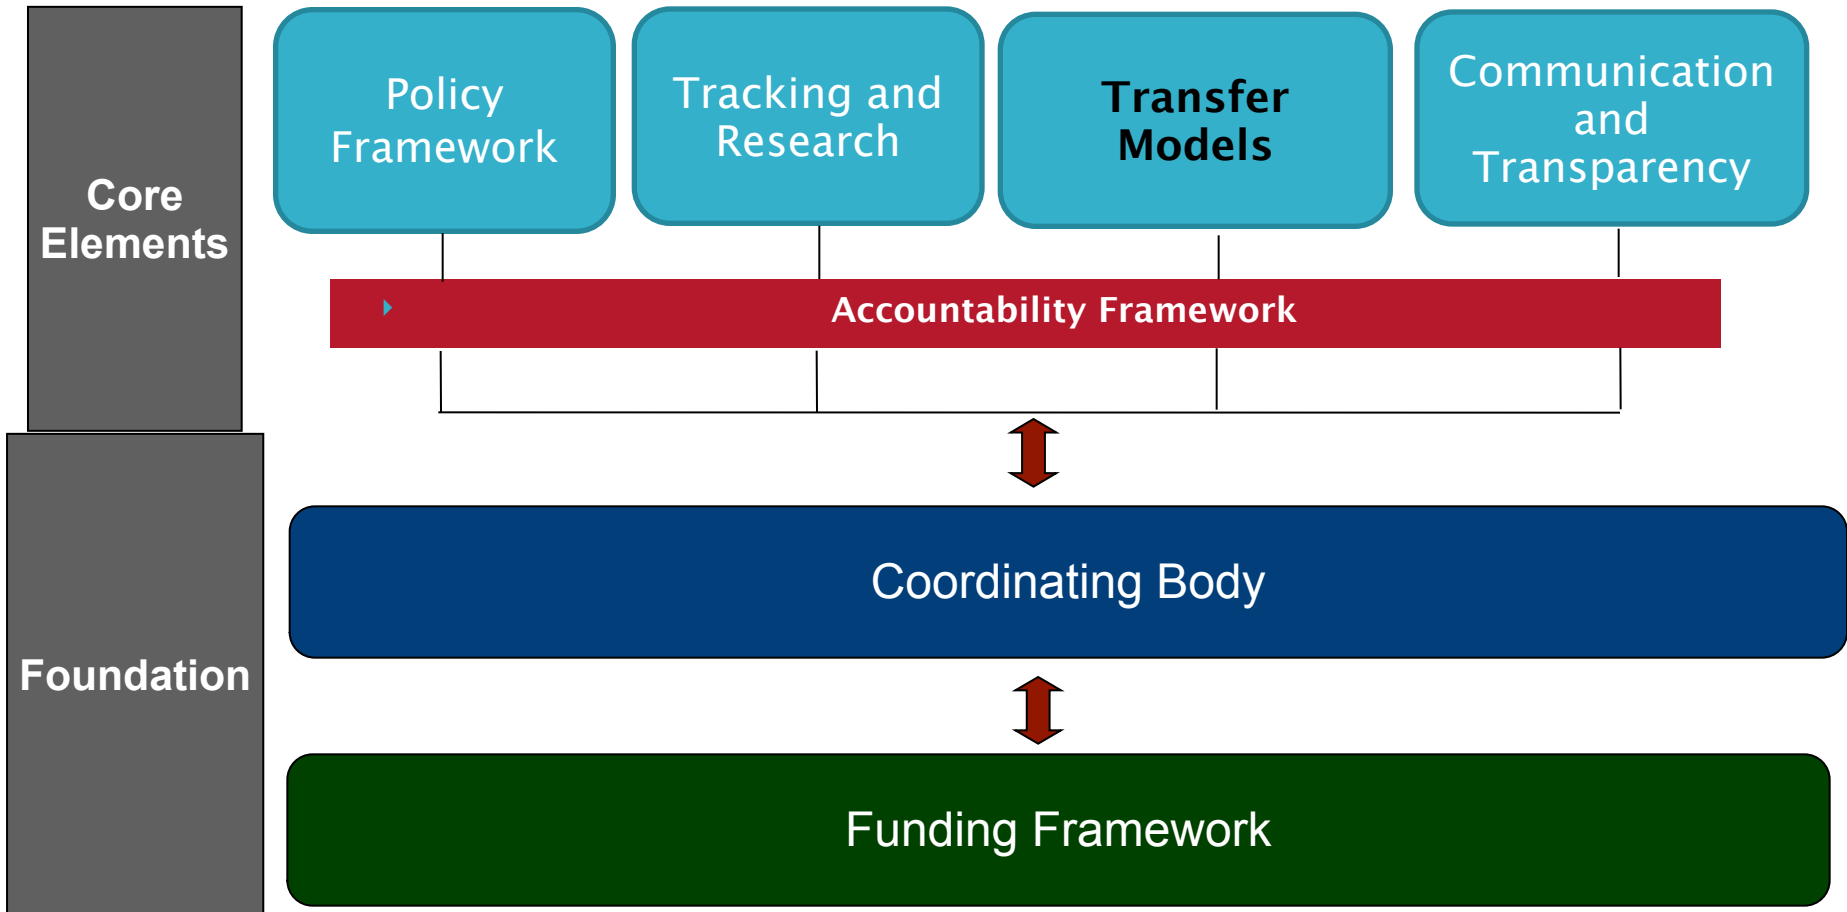 Policy
Framework
Tracking and
Research
Transfer
Models
Communication
and
Transparency
Core
Elements
Accountability Framework
Coordinating Body
Foundation
Funding Framework